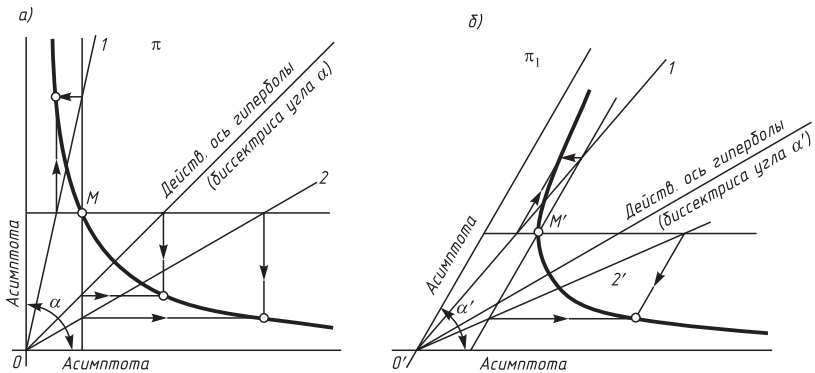 а)
б)
1
π
Действ. ось гиперболы
(биссектриса угла α)
2
M
Асимптота
α
0
Асимптота
π₁
1
Действ. ось гиперболы
(биссектриса угла α′)
M′
Асимптота
2′
α′
0′
Асимптота